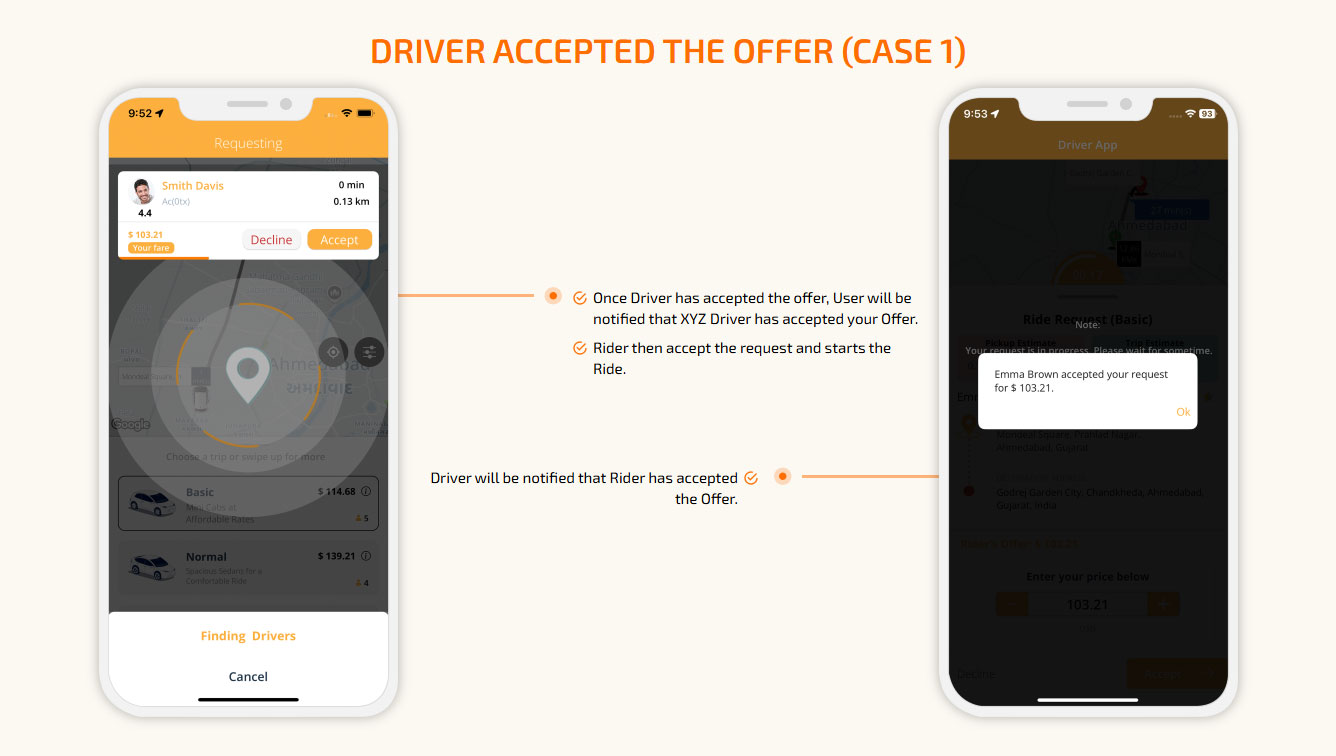 DRIVER ACCEPTED THE OFFER (CASE 1)
9:52
Requesting
Smith Davis
0 min
Ac(0tx)
0.13 km
4.4
$ 103.21
Your fare
Decline
Accept
Ahmedabad
અમદાવાદ
Google
Choose a trip or swipe up for more
Basic
$ 114.68
Mini Cabs at
Affordable Rates
5
Normal
$ 139.21
Spacious Sedans for a
Comfortable Ride
4
Finding Drivers
Cancel
Once Driver has accepted the offer, User will be
notified that XYZ Driver has accepted your Offer.
Rider then accept the request and starts the
Ride.
Driver will be notified that Rider has accepted
the Offer.
9:53
93
Driver App
Ahmedabad
00:17
Ride Request (Basic)
Note:
Pickup Estimate
Trip Estimate
Your request is in progress. Please wait for sometime.
Emma Brown accepted your request
for $ 103.21.
Ok
Mondeal Square, Prahlad Nagar,
Ahmedabad, Gujarat
Godrej Garden City, Chandkheda, Ahmedabad,
Gujarat, India
Rider's Offer: $ 103.21
Enter your price below
103.21
USD
Decline
Accept